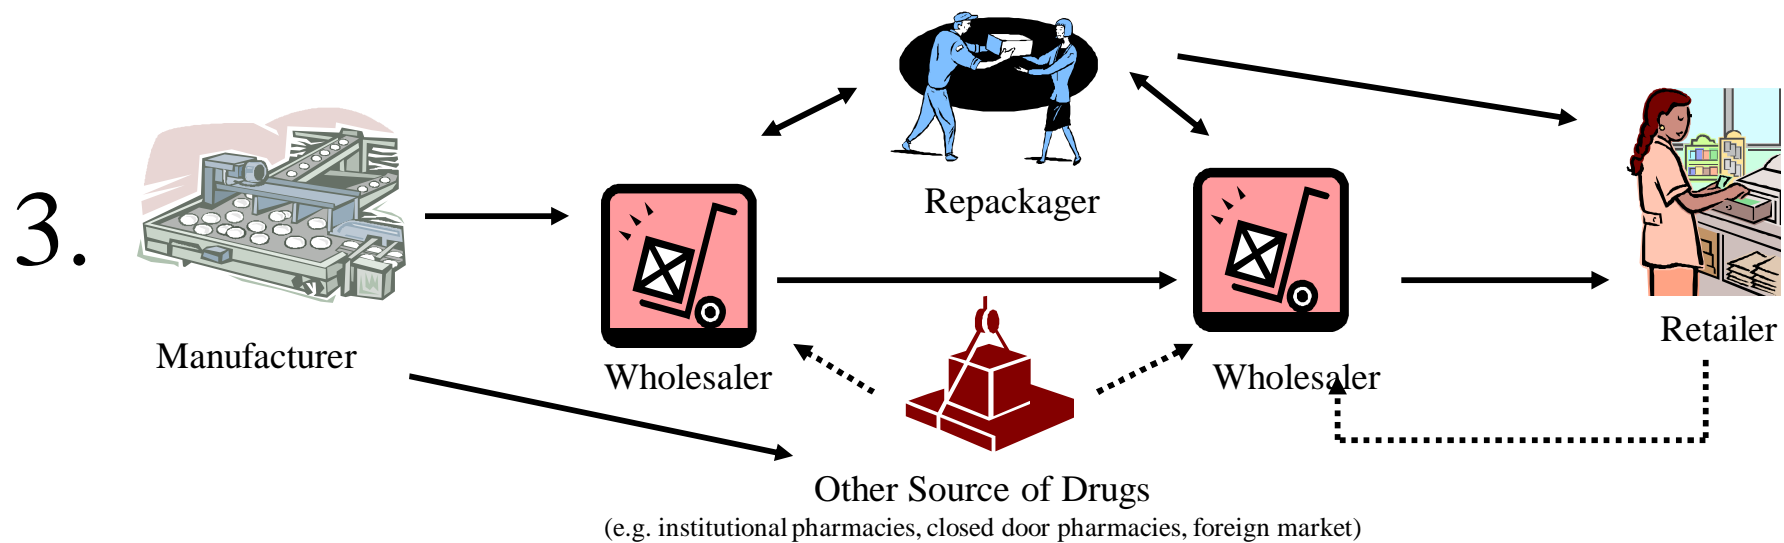 3.
Repackager
Manufacturer
Wholesaler
Wholesaler
Retailer
Other Source of Drugs
(e.g. institutional pharmacies, closed door pharmacies, foreign market)